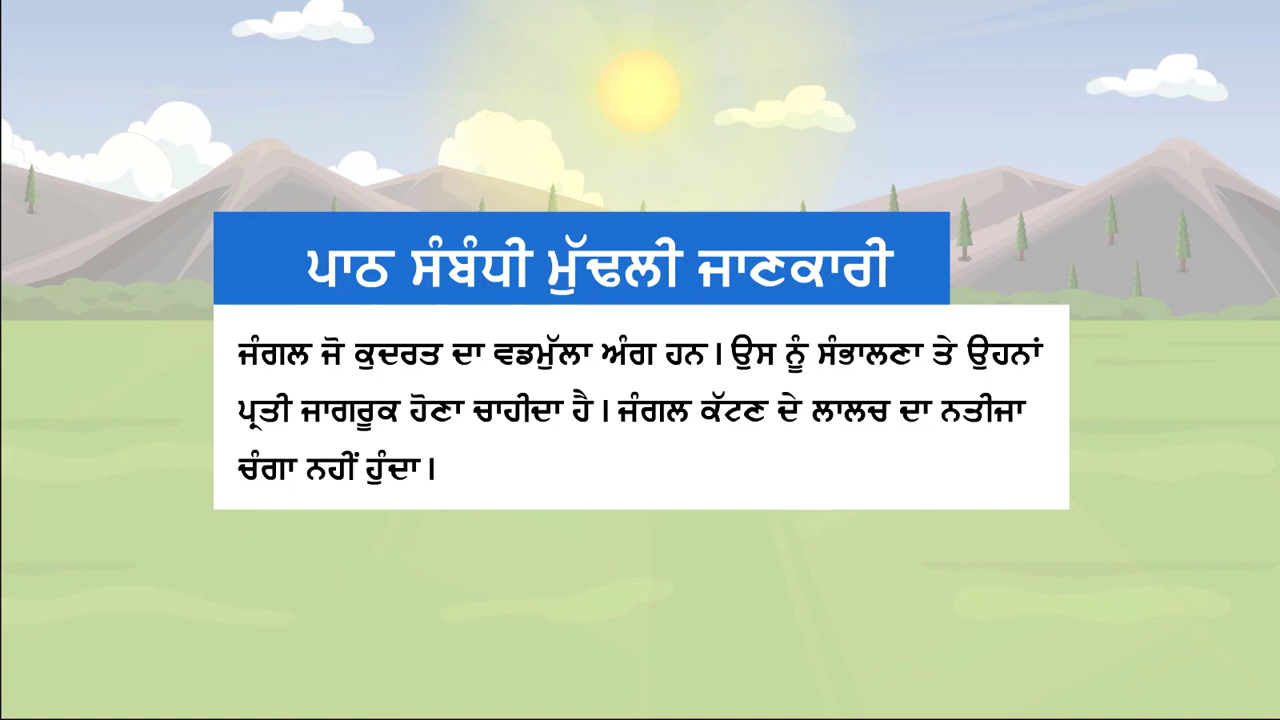 ਪਾਠ ਸੰਬੰਧੀ ਮੁੱਢਲੀ ਜਾਣਕਾਰੀ
ਜੰਗਲ ਜੋ ਕੁਦਰਤ ਦਾ ਵਡਮੁੱਲਾ ਅੰਗ ਹਨ । ਉਸ ਨੂੰ ਸੰਭਾਲਣਾ ਤੇ ਉਹਨਾਂ
ਪ੍ਰਤੀ ਜਾਗਰੂਕ ਹੋਣਾ ਚਾਹੀਦਾ ਹੈ । ਜੰਗਲ ਕੱਟਣ ਦੇ ਲਾਲਚ ਦਾ ਨਤੀਜਾ
ਚੰਗਾ ਨਹੀਂ ਹੁੰਦਾ ।